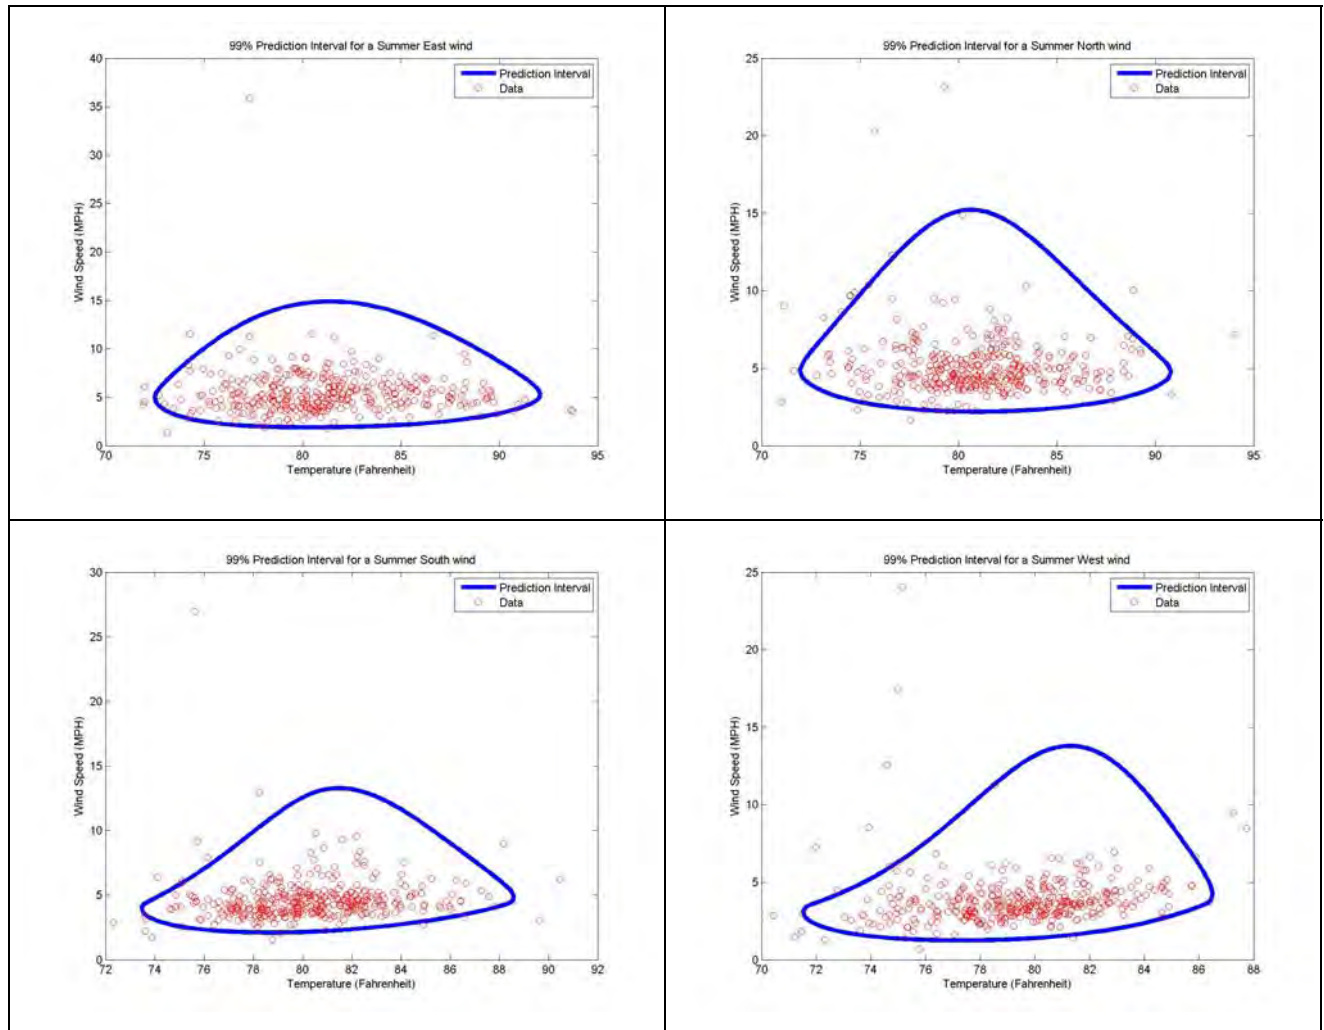 99% Prediction Interval for a Summer East wind
40
35
30
25
20
15
10
5
0
Wind Speed (MPH)
Prediction Interval
Data
70 75 80 85 90 95
Temperature (Fahrenheit)
99% Prediction Interval for a Summer North wind
25
20
15
10
5
0
Wind Speed (MPH)
Prediction Interval
Data
70 75 80 85 90 95
Temperature (Fahrenheit)
99% Prediction Interval for a Summer South wind
30
25
20
15
10
5
0
Wind Speed (MPH)
Prediction Interval
Data
72 74 76 78 80 82 84 86 88 90 92
Temperature (Fahrenheit)
99% Prediction Interval for a Summer West wind
25
20
15
10
5
0
Wind Speed (MPH)
Prediction Interval
Data
70 72 74 76 78 80 82 84 86 88
Temperature (Fahrenheit)